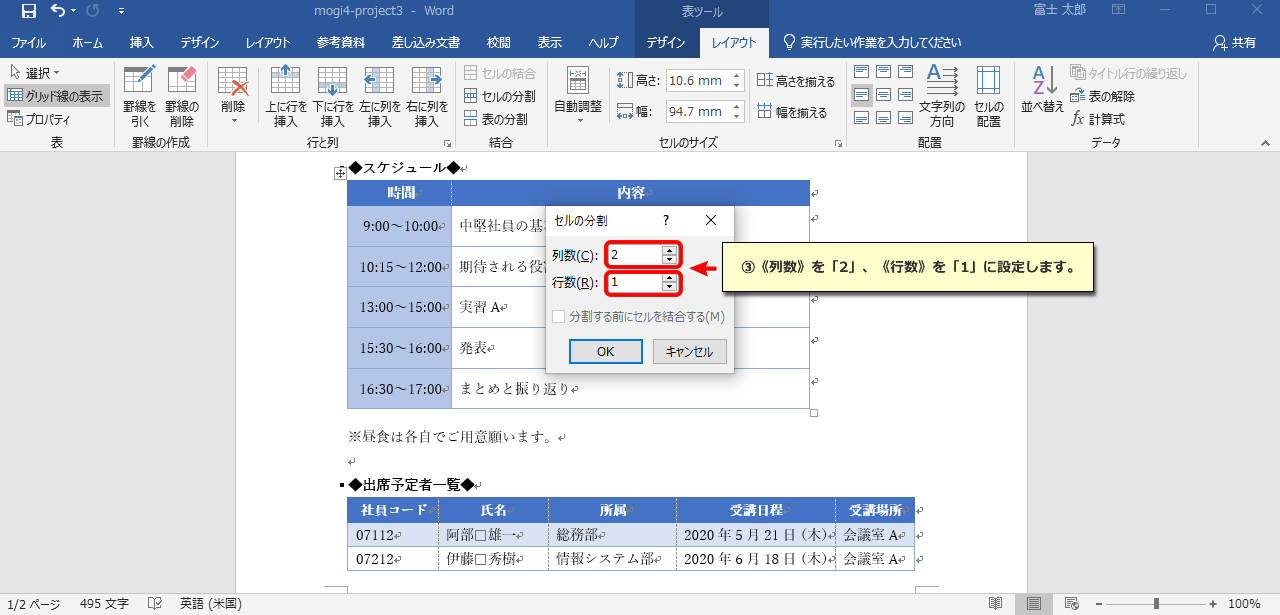 mogi4-project3 - Word
表ツール
富士 太郎
ファイル ホーム 挿入 デザイン レイアウト 参考資料 差し込み文書 校閲 表示 ヘルプ デザイン レイアウト 実行したい作業を入力してください 共有
選択
グリッド線の表示
プロパティ
表
罫線を引く
罫線の削除
罫線の作成
削除
上に行を挿入
下に行を挿入
左に列を挿入
右に列を挿入
行と列
セルの結合
セルの分割
表の分割
結合
自動調整
高さ: 10.6 mm
幅: 94.7 mm
高さを揃える
幅を揃える
セルのサイズ
文字列の方向
セルの配置
配置
並べ替え
タイトル行の繰り返し
表の解除
計算式
データ
◆スケジュール◆
時間 内容
9:00～10:00 中堅社員の基
10:15～12:00 期待される役
13:00～15:00 実習 A
15:30～16:00 発表
16:30～17:00 まとめと振り返り
セルの分割 ?
列数(C): 2
行数(R): 1
分割する前にセルを結合する(M)
OK キャンセル
③《列数》を「2」、《行数》を「1」に設定します。
※昼食は各自でご用意願います。
◆出席予定者一覧◆
社員コード 氏名 所属 受講日程 受講場所
07112 阿部□雄一 総務部 2020 年 5 月 21 日（木） 会議室 A
07212 伊藤□秀樹 情報システム部 2020 年 6 月 18 日（木） 会議室 A
1/2 ページ 495 文字 英語 (米国) 100%